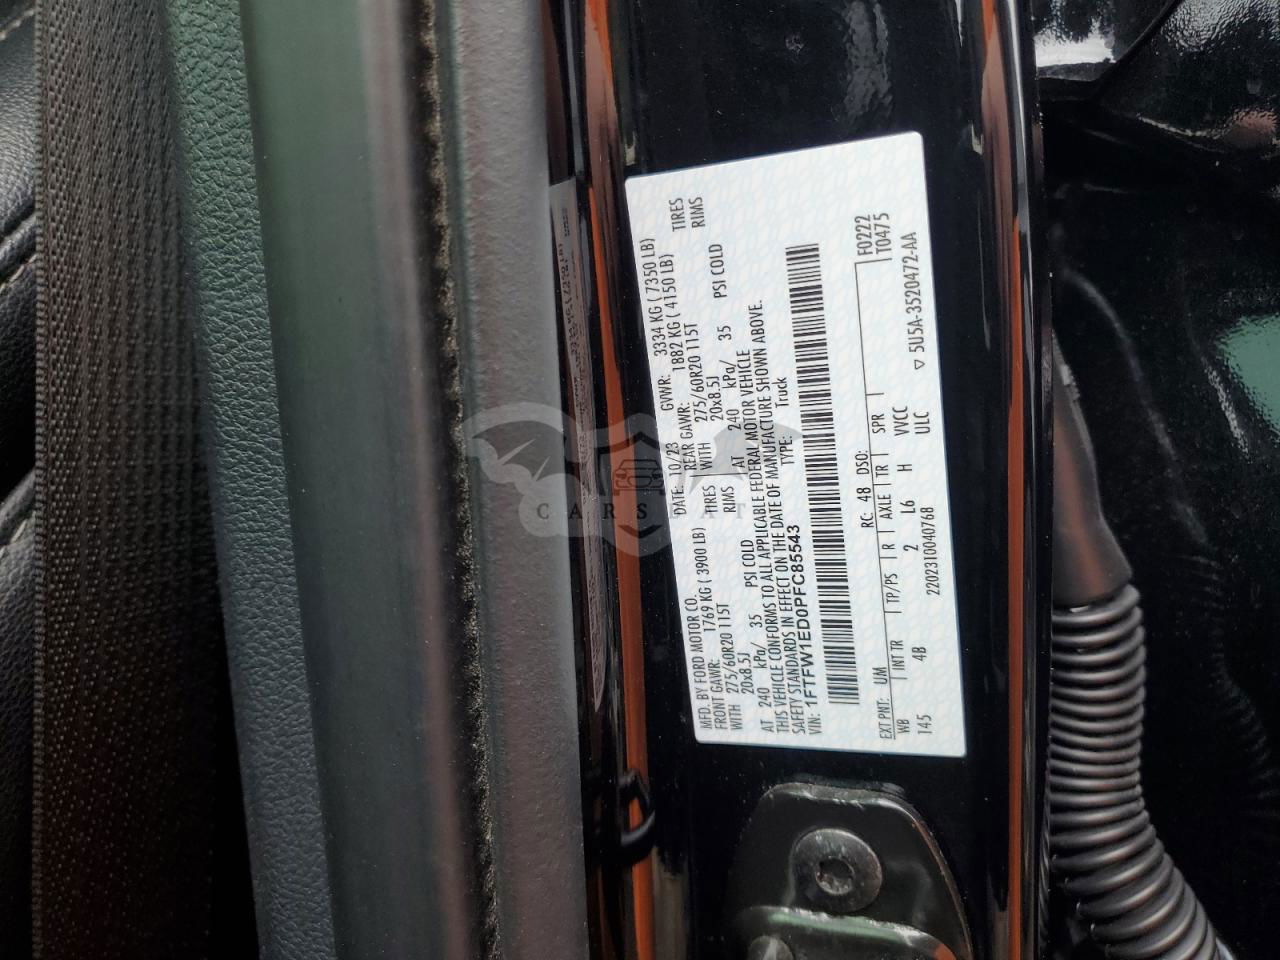 MFD. BY FORD MOTOR CO.
DATE: 10/23 GVWR: 3334 KG ( 7350 LB)
FRONT GAWR: 1769 KG ( 3900 LB) REAR GAWR: 1882 KG ( 4150 LB)
WITH 275/60R20 115T TIRES WITH 275/60R20 115T TIRES
20x8.5J RIMS 20x8.5J RIMS
AT 240 kPa/ 35 PSI COLD AT 240 kPa/ 35 PSI COLD
THIS VEHICLE CONFORMS TO ALL APPLICABLE FEDERAL MOTOR VEHICLE
SAFETY STANDARDS IN EFFECT ON THE DATE OF MANUFACTURE SHOWN ABOVE.
VIN: 1FTFW1ED0PFC85543 TYPE: Truck
EXT PNT: UM RC: 48 DSO: F0222
WB INT TR TP/PS R AXLE TR SPR T0475
145 4B 2 L6 H VVCC
2202310040768 ULC
▽ 5U5A-3520472-AA
CARS